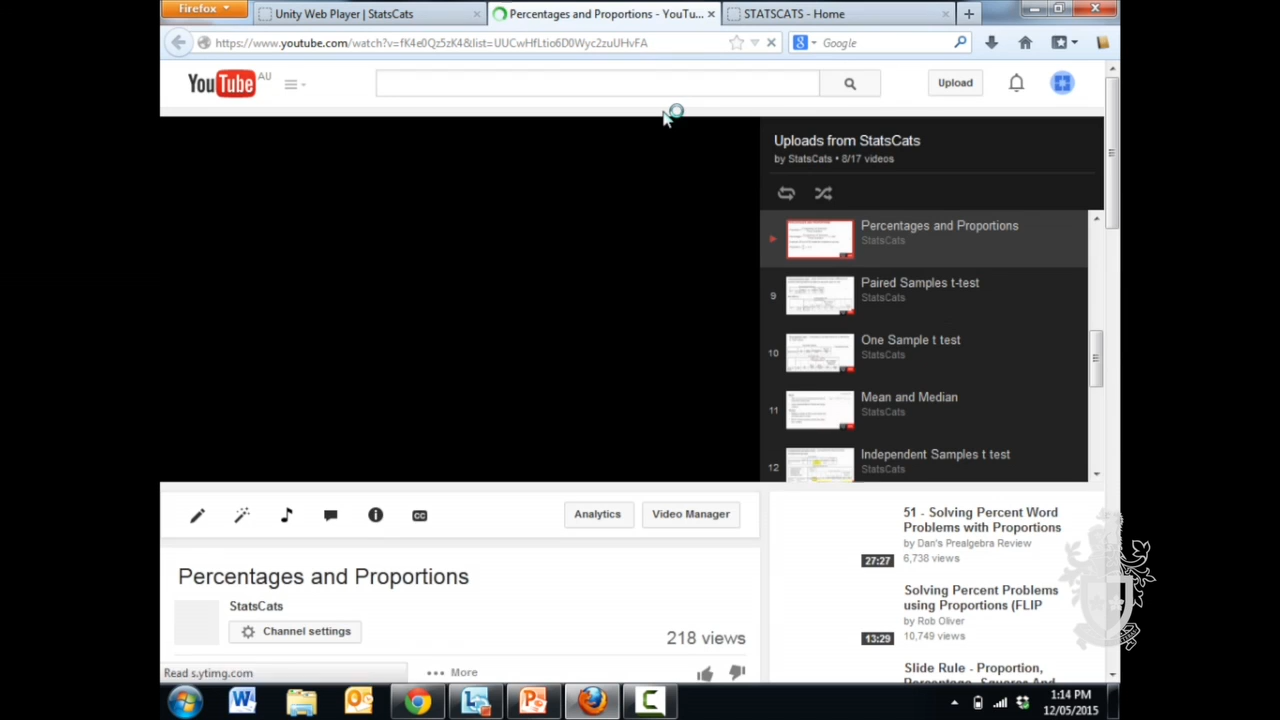 Firefox
Unity Web Player | StatsCats
Percentages and Proportions - YouTu...
STATSCATS - Home
https://www.youtube.com/watch?v=fK4e0Qz5zK4&list=UUCwHfLtio6D0Wyc2zuUHvFA
Google
YouTube AU
Upload
Uploads from StatsCats
by StatsCats • 8/17 videos
Percentages and Proportions
StatsCats
9
Paired Samples t-test
StatsCats
10
One Sample t test
StatsCats
11
Mean and Median
StatsCats
12
Independent Samples t test
StatsCats
Analytics
Video Manager
Percentages and Proportions
StatsCats
Channel settings
218 views
More
Read s.ytimg.com
51 - Solving Percent Word
Problems with Proportions
by Dan's Prealgebra Review
6,738 views
27:27
Solving Percent Problems
using Proportions (FLIP
by Rob Oliver
10,749 views
13:29
Slide Rule - Proportion,
1:14 PM
12/05/2015